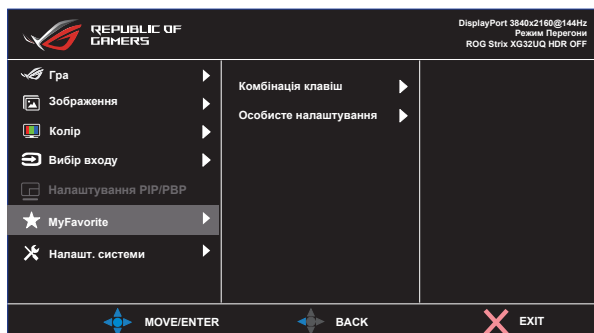 REPUBLIC OF
GAMERS
DisplayPort 3840x2160@144Hz
Режим Перегони
ROG Strix XG32UQ HDR OFF
Гра
Зображення
Колір
Вибір входу
Налаштування PIP/PBP
MyFavorite
Налашт. системи
Комбінація клавіш
Особисте налаштування
MOVE/ENTER
BACK
EXIT